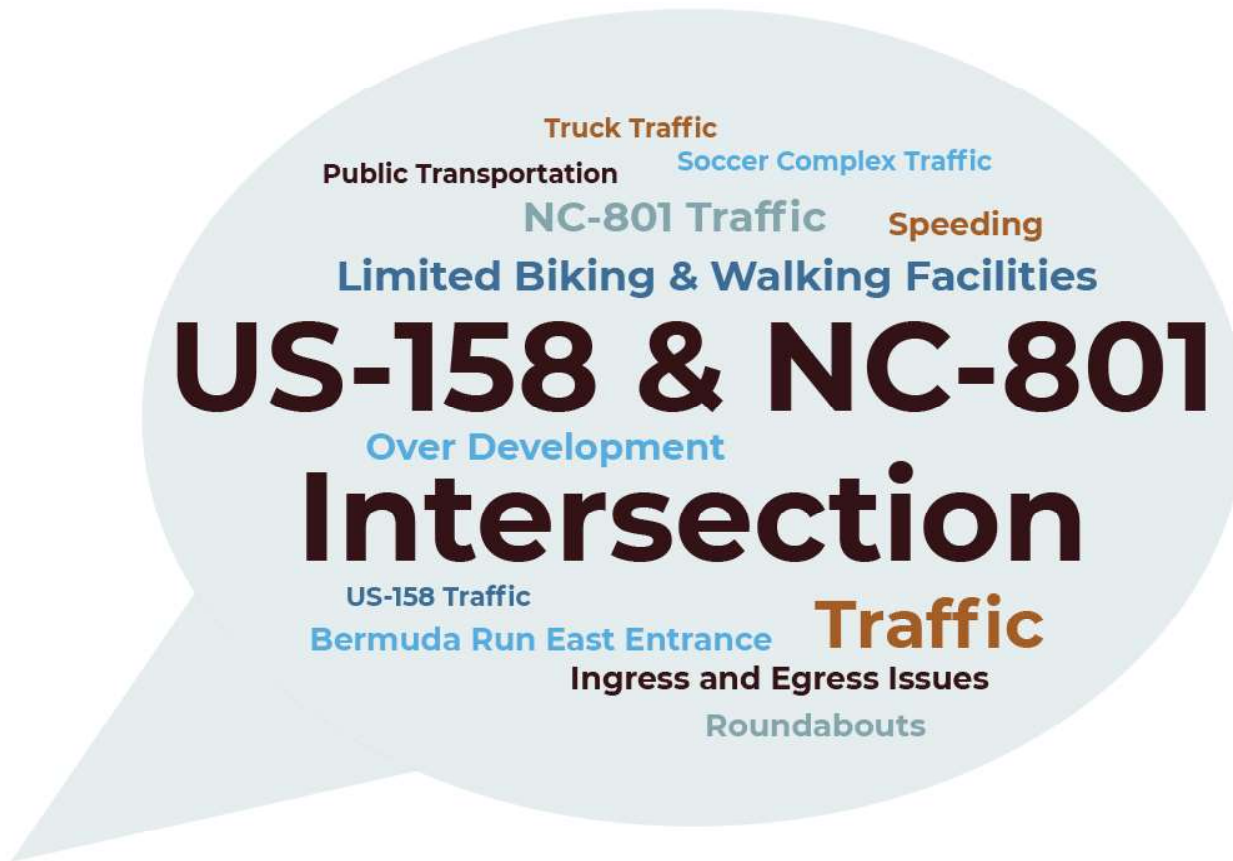 Truck Traffic
Soccer Complex Traffic
Public Transportation
NC-801 Traffic
Speeding
Limited Biking & Walking Facilities
US-158 & NC-801
Over Development
Intersection
US-158 Traffic
Traffic
Bermuda Run East Entrance
Ingress and Egress Issues
Roundabouts